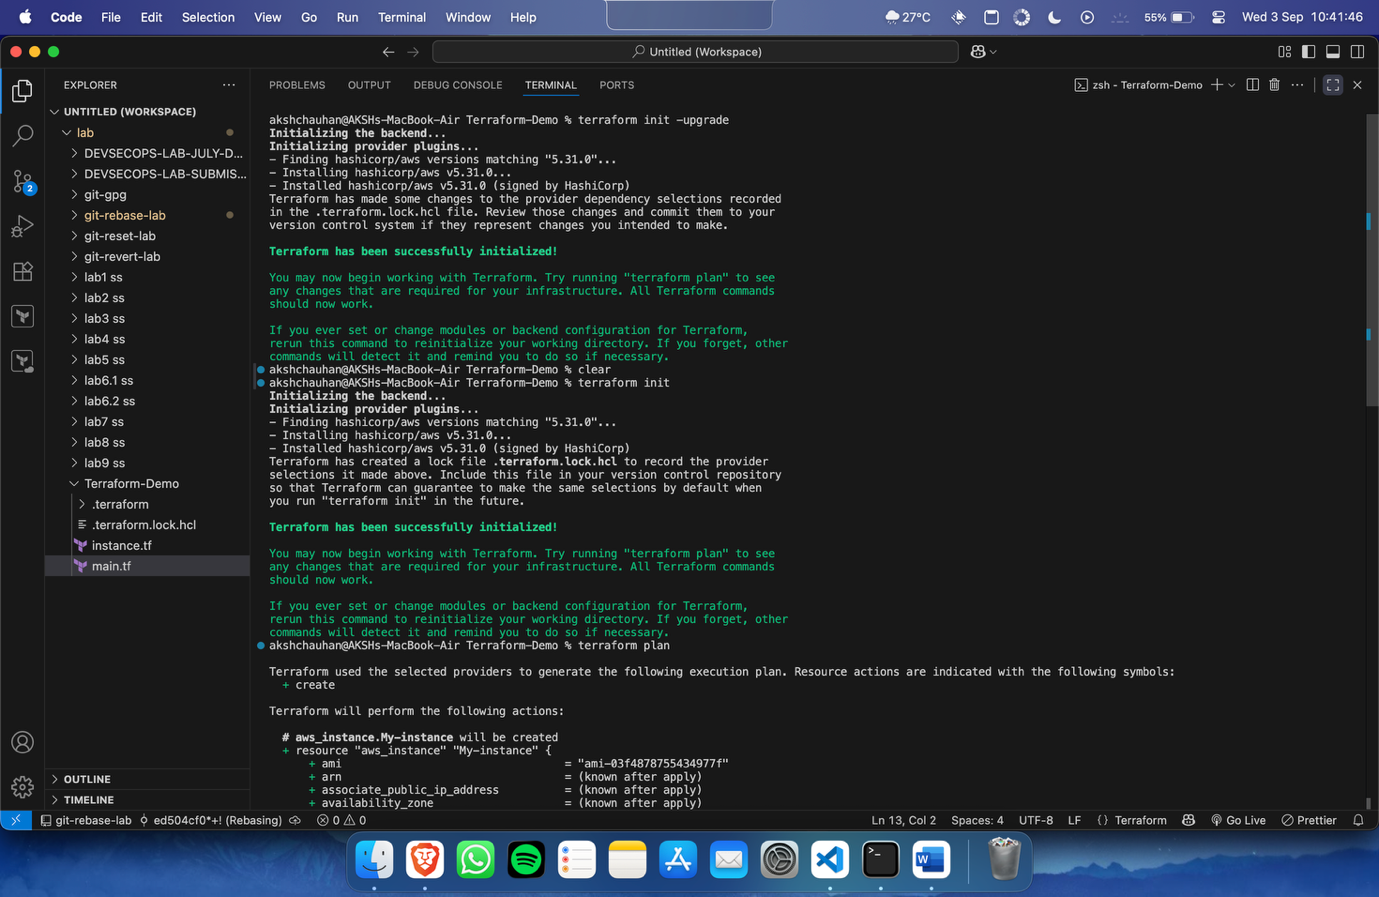 Code File Edit Selection View Go Run Terminal Window Help 27°C 55% Wed 3 Sep 10:41:46
Untitled (Workspace)
EXPLORER
UNTITLED (WORKSPACE)
lab
DEVSECOPS-LAB-JULY-D...
DEVSECOPS-LAB-SUBMIS...
git-gpg
git-rebase-lab
git-reset-lab
git-revert-lab
lab1 ss
lab2 ss
lab3 ss
lab4 ss
lab5 ss
lab6.1 ss
lab6.2 ss
lab7 ss
lab8 ss
lab9 ss
Terraform-Demo
.terraform
.terraform.lock.hcl
instance.tf
main.tf
OUTLINE
TIMELINE
2
PROBLEMS OUTPUT DEBUG CONSOLE TERMINAL PORTS zsh - Terraform-Demo
akshchauhan@AKSHs-MacBook-Air Terraform-Demo % terraform init -upgrade
Initializing the backend...
Initializing provider plugins...
- Finding hashicorp/aws versions matching "5.31.0"...
- Installing hashicorp/aws v5.31.0...
- Installed hashicorp/aws v5.31.0 (signed by HashiCorp)
Terraform has made some changes to the provider dependency selections recorded
in the .terraform.lock.hcl file. Review those changes and commit them to your
version control system if they represent changes you intended to make.
Terraform has been successfully initialized!
You may now begin working with Terraform. Try running "terraform plan" to see
any changes that are required for your infrastructure. All Terraform commands
should now work.
If you ever set or change modules or backend configuration for Terraform,
rerun this command to reinitialize your working directory. If you forget, other
commands will detect it and remind you to do so if necessary.
akshchauhan@AKSHs-MacBook-Air Terraform-Demo % clear
akshchauhan@AKSHs-MacBook-Air Terraform-Demo % terraform init
Initializing the backend...
Initializing provider plugins...
- Finding hashicorp/aws versions matching "5.31.0"...
- Installing hashicorp/aws v5.31.0...
- Installed hashicorp/aws v5.31.0 (signed by HashiCorp)
Terraform has created a lock file .terraform.lock.hcl to record the provider
selections it made above. Include this file in your version control repository
so that Terraform can guarantee to make the same selections by default when
you run "terraform init" in the future.
Terraform has been successfully initialized!
You may now begin working with Terraform. Try running "terraform plan" to see
any changes that are required for your infrastructure. All Terraform commands
should now work.
If you ever set or change modules or backend configuration for Terraform,
rerun this command to reinitialize your working directory. If you forget, other
commands will detect it and remind you to do so if necessary.
akshchauhan@AKSHs-MacBook-Air Terraform-Demo % terraform plan
Terraform used the selected providers to generate the following execution plan. Resource actions are indicated with the following symbols:
+ create
Terraform will perform the following actions:
# aws_instance.My-instance will be created
+ resource "aws_instance" "My-instance" {
+ ami = "ami-03f4878755434977f"
+ arn = (known after apply)
+ associate_public_ip_address = (known after apply)
+ availability_zone = (known after apply)
git-rebase-lab ed504cf0*+! (Rebasing) 0 0 Ln 13, Col 2 Spaces: 4 UTF-8 LF {} Terraform Go Live Prettier